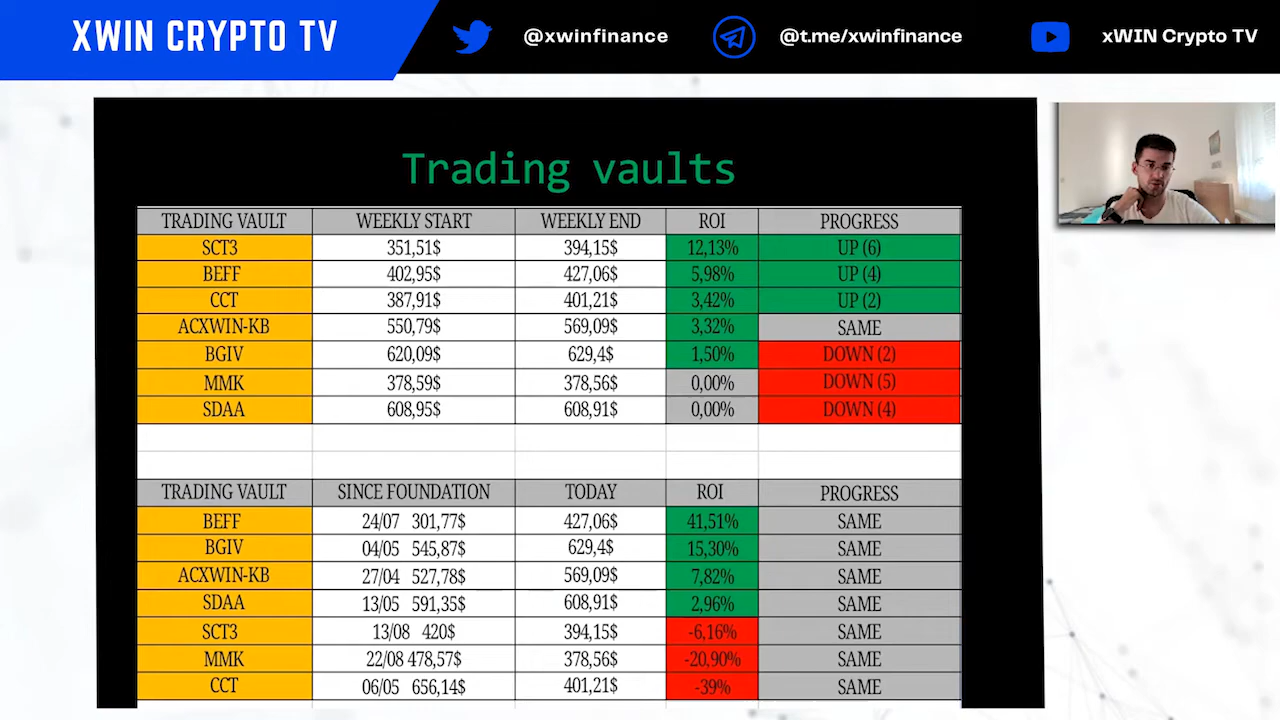 XWIN CRYPTO TV @xwinfinance @t.me/xwinfinance xWIN Crypto TV
Trading vaults
TRADING VAULT WEEKLY START WEEKLY END ROI PROGRESS
SCT3 351,51$ 394,15$ 12,13% UP (6)
BEFF 402,95$ 427,06$ 5,98% UP (4)
CCT 387,91$ 401,21$ 3,42% UP (2)
ACXWIN-KB 550,79$ 569,09$ 3,32% SAME
BGIV 620,09$ 629,4$ 1,50% DOWN (2)
MMK 378,59$ 378,56$ 0,00% DOWN (5)
SDAA 608,95$ 608,91$ 0,00% DOWN (4)
TRADING VAULT SINCE FOUNDATION TODAY ROI PROGRESS
BEFF 24/07 301,77$ 427,06$ 41,51% SAME
BGIV 04/05 545,87$ 629,4$ 15,30% SAME
ACXWIN-KB 27/04 527,78$ 569,09$ 7,82% SAME
SDAA 13/05 591,35$ 608,91$ 2,96% SAME
SCT3 13/08 420$ 394,15$ -6,16% SAME
MMK 22/08 478,57$ 378,56$ -20,90% SAME
CCT 06/05 656,14$ 401,21$ -39% SAME